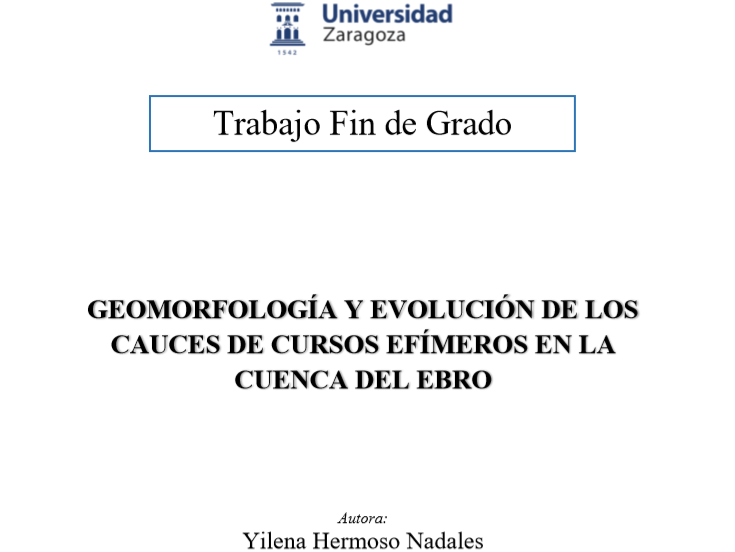 Universidad
Zaragoza
1542
Trabajo Fin de Grado
GEOMORFOLOGÍA Y EVOLUCIÓN DE LOS
CAUCES DE CURSOS EFÍMEROS EN LA
CUENCA DEL EBRO
Autora:
Yilena Hermoso Nadales